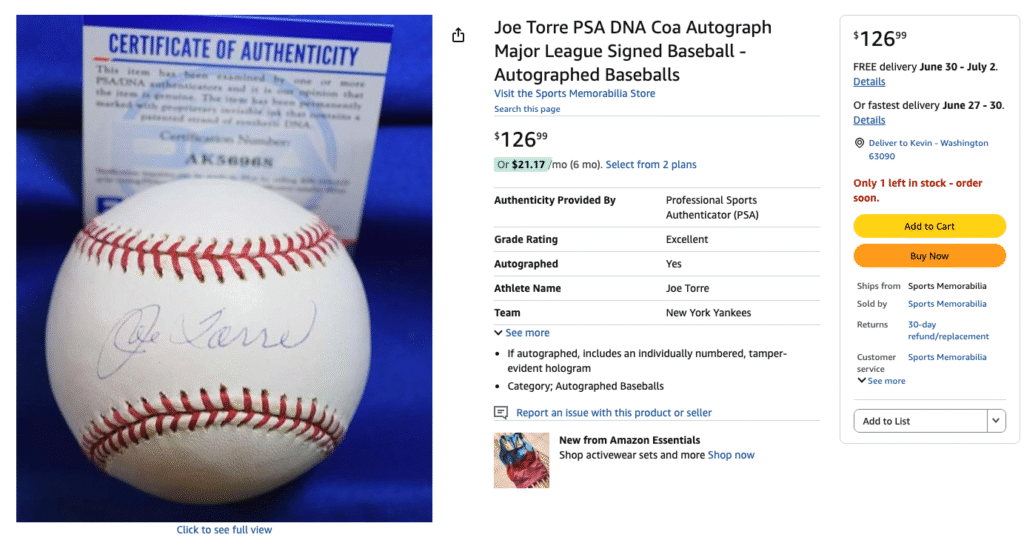 CERTIFICATE OF AUTHENTICITY
This item has been examined by one or more
PSA/DNA authenticators and it is our opinion that
the item is genuine. The item has been permanently
marked with proprietary invisible ink that contains a
patented strand of synthetic DNA.
Certification Number:
AK56968
Joe Torre
Click to see full view
Joe Torre PSA DNA Coa Autograph
Major League Signed Baseball -
Autographed Baseballs
Visit the Sports Memorabilia Store
Search this page
$126.99
Or $21.17 /mo (6 mo). Select from 2 plans
Authenticity Provided By Professional Sports
Authenticator (PSA)
Grade Rating Excellent
Autographed Yes
Athlete Name Joe Torre
Team New York Yankees
See more
• If autographed, includes an individually numbered, tamper-
evident hologram
• Category; Autographed Baseballs
Report an issue with this product or seller
New from Amazon Essentials
Shop activewear sets and more Shop now
$126.99
FREE delivery June 30 - July 2.
Details
Or fastest delivery June 27 - 30.
Details
Deliver to Kevin - Washington
63090
Only 1 left in stock - order
soon.
Add to Cart
Buy Now
Ships from Sports Memorabilia
Sold by Sports Memorabilia
Returns 30-day
refund/replacement
Customer Sports Memorabilia
service
See more
Add to List